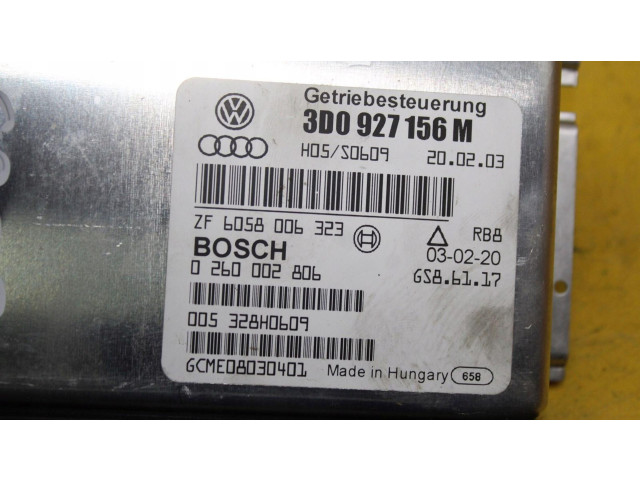 Getriebesteuerung
3D0 927 156 M
H05/S0609 20.02.03
ZF 6058 006 323
RB8
BOSCH
03-02-20
0 260 002 806
GS8.61.17
005 328H0609
GCME08030401
Made in Hungary 658